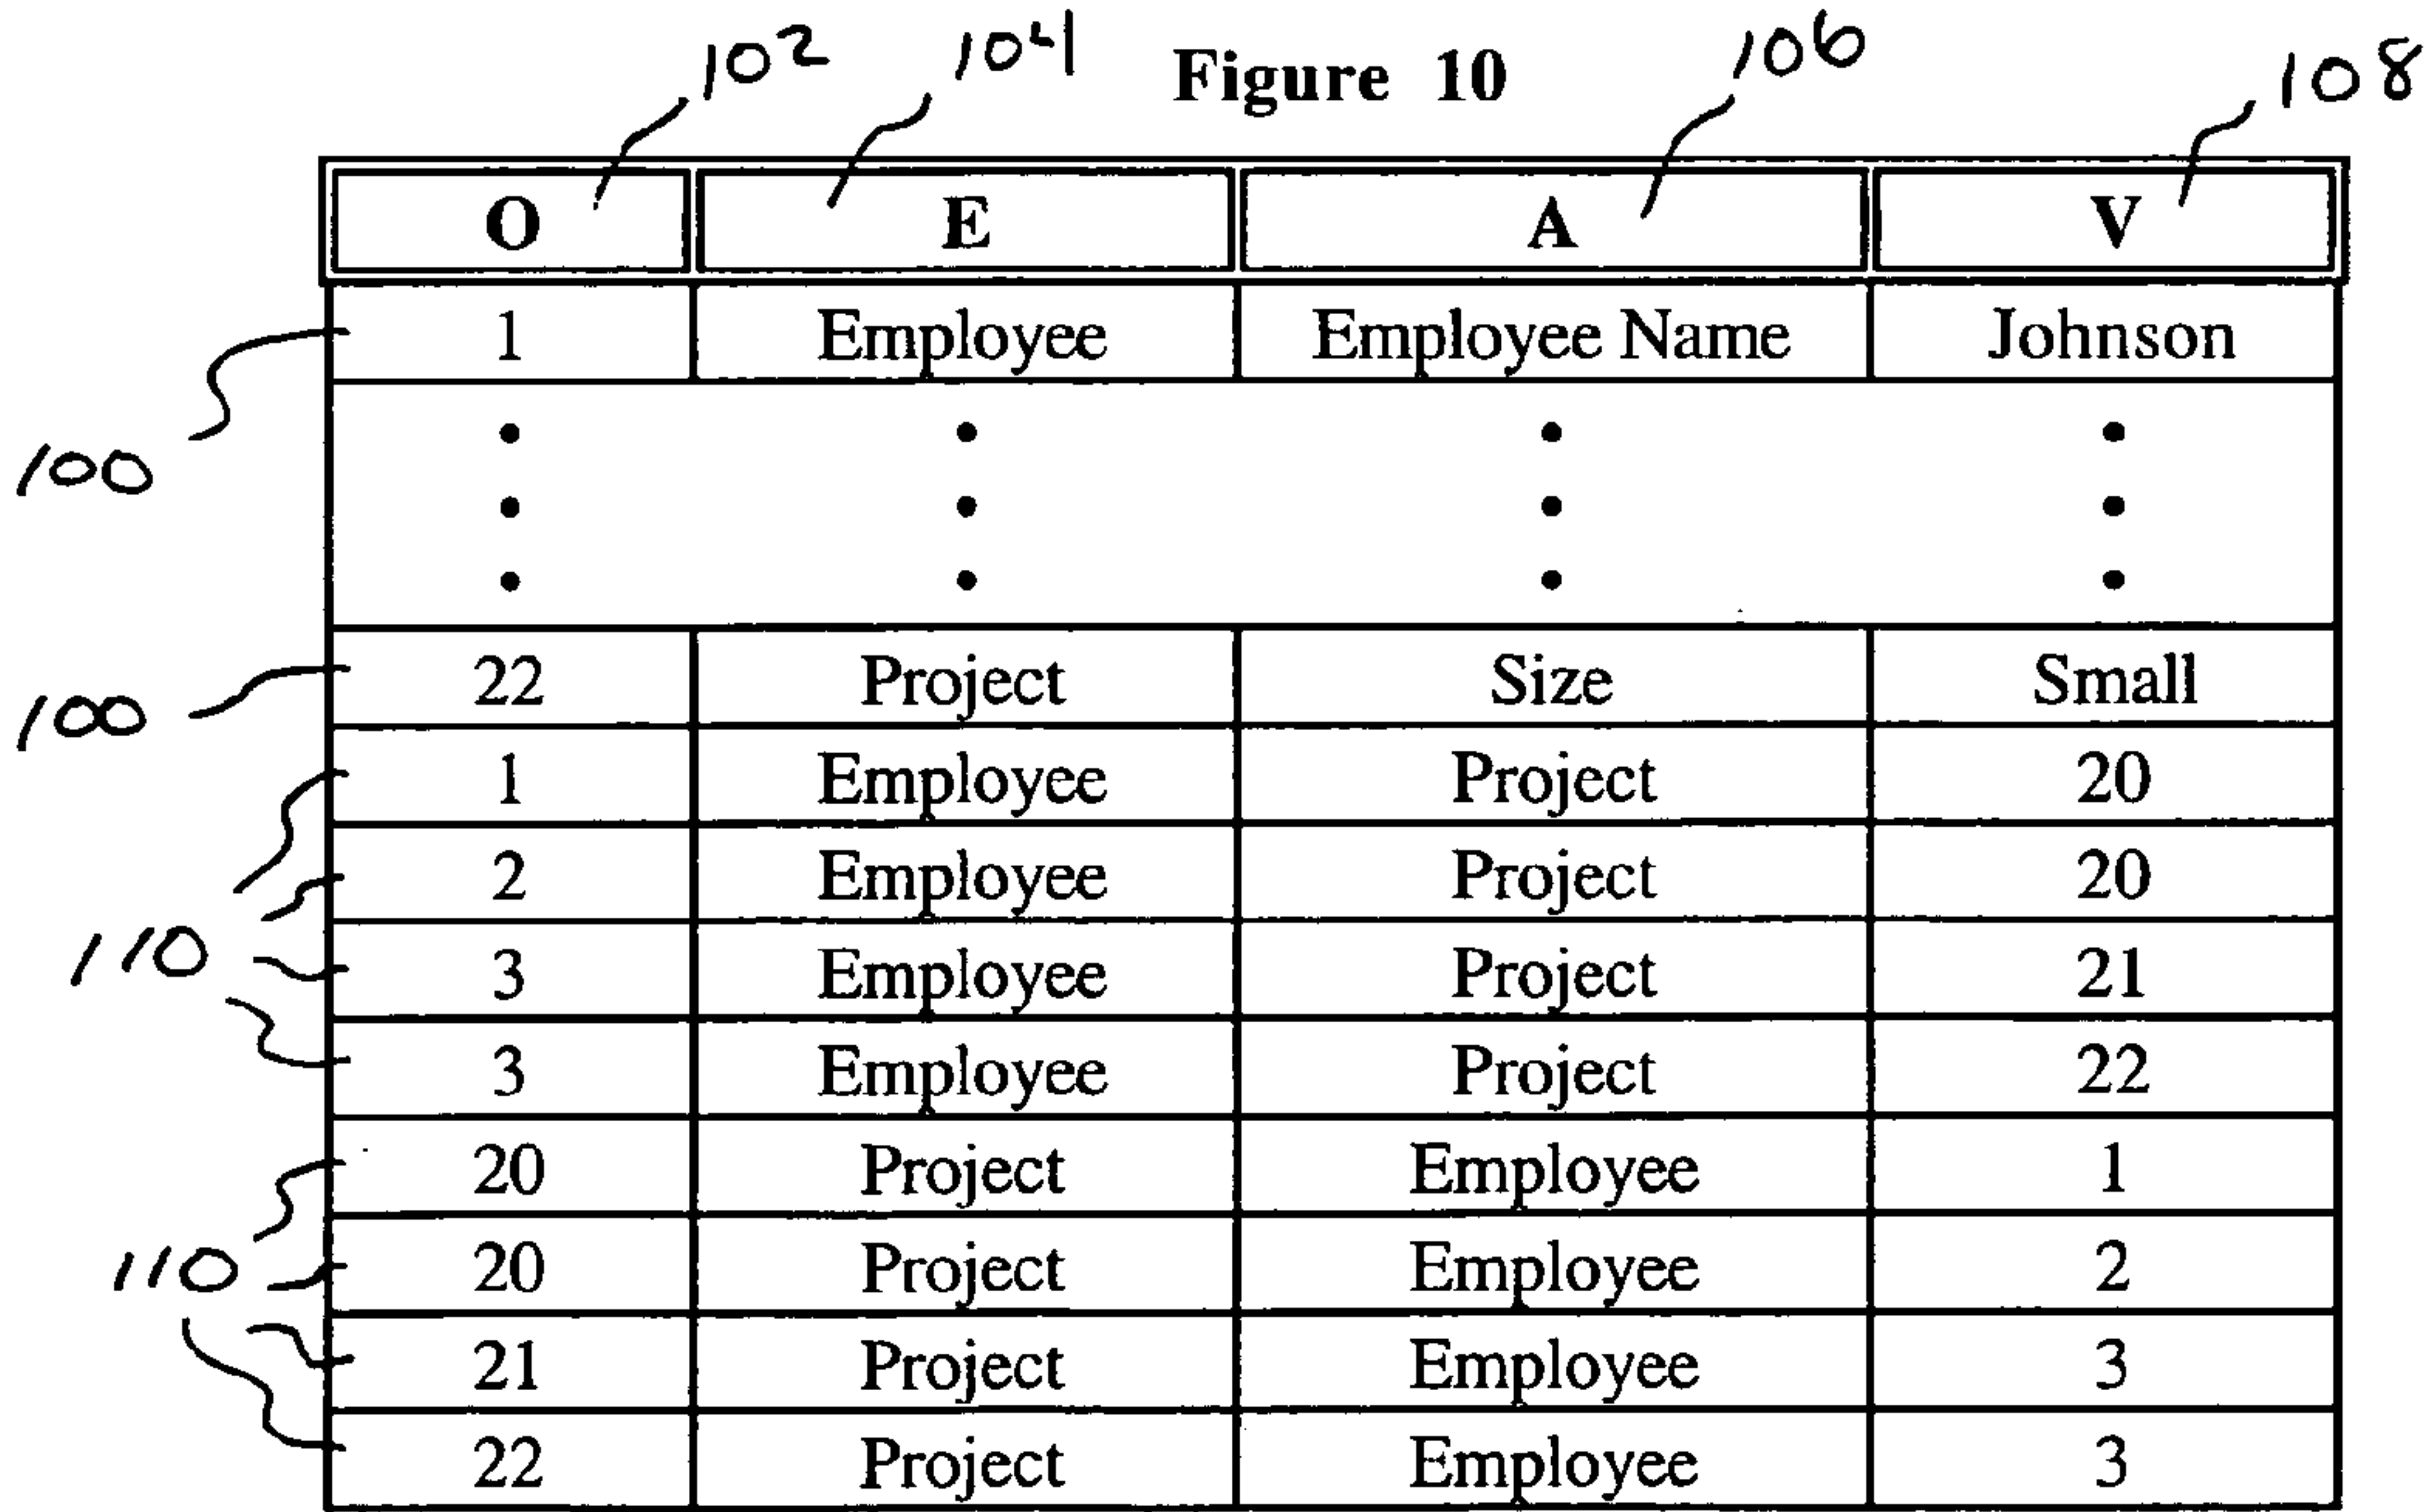 102 104 Figure 10 106 108
O E A V
1 Employee Employee Name Johnson
100
• • • •
• • • •
• • • •
22 Project Size Small
100
1 Employee Project 20
2 Employee Project 20
110
3 Employee Project 21
3 Employee Project 22
20 Project Employee 1
20 Project Employee 2
110
21 Project Employee 3
22 Project Employee 3